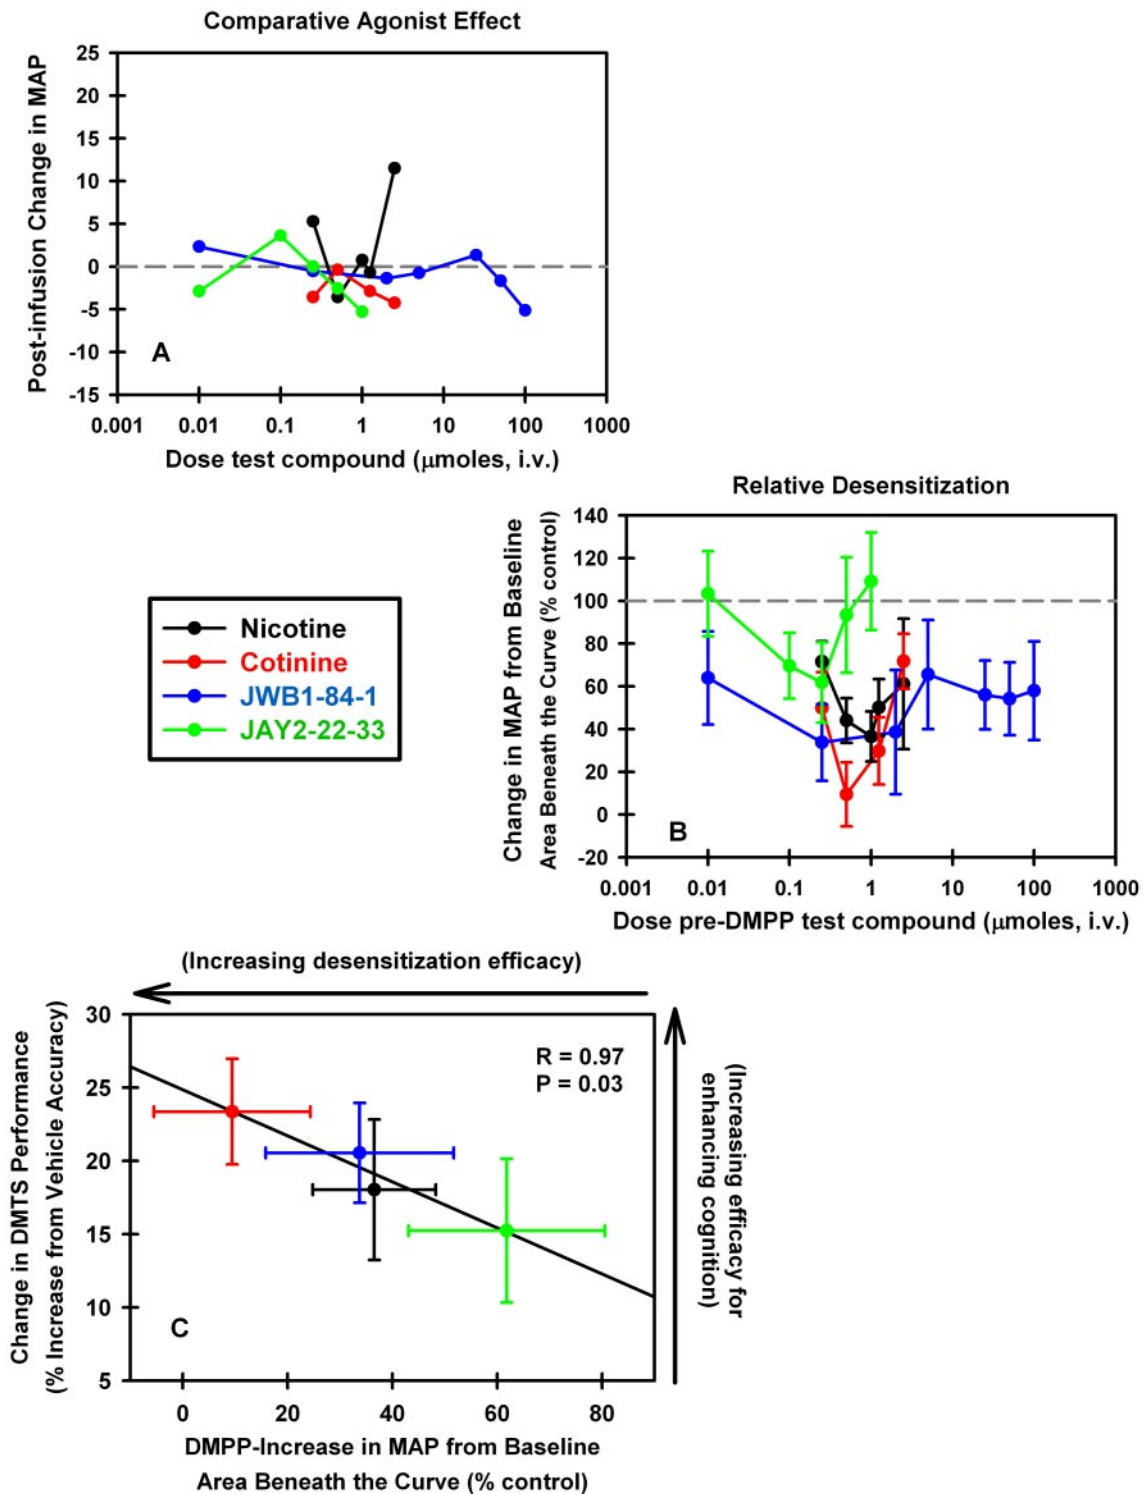 Comparative Agonist Effect
Post-infusion Change in MAP
25
20
15
10
5
0
-5
-10
-15
A
0.001 0.01 0.1 1 10 100 1000
Dose test compound (μmoles, i.v.)
Relative Desensitization
Change in MAP from Baseline
Area Beneath the Curve (% control)
140
120
100
80
60
40
20
0
-20
B
0.001 0.01 0.1 1 10 100 1000
Dose pre-DMPP test compound (μmoles, i.v.)
Nicotine
Cotinine
JWB1-84-1
JAY2-22-33
(Increasing desensitization efficacy)
Change in DMTS Performance
(% Increase from Vehicle Accuracy)
30
25
20
15
10
5
R = 0.97
P = 0.03
C
0 20 40 60 80
DMPP-Increase in MAP from Baseline
Area Beneath the Curve (% control)
(Increasing efficacy for
enhancing cognition)